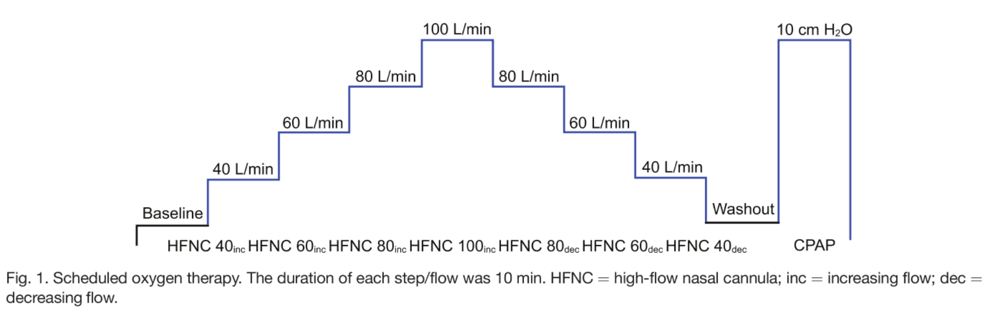 100 L/min
10 cm H₂O
80 L/min
80 L/min
60 L/min
60 L/min
40 L/min
40 L/min
Baseline
Washout
HFNC 40inc HFNC 60inc HFNC 80inc HFNC 100inc HFNC 80dec HFNC 60dec HFNC 40dec CPAP
Fig. 1. Scheduled oxygen therapy. The duration of each step/flow was 10 min. HFNC = high-flow nasal cannula; inc = increasing flow; dec =
decreasing flow.